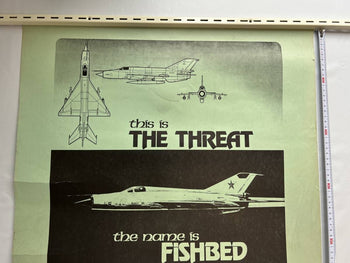 this is
THE THREAT
the name is
FISHBED